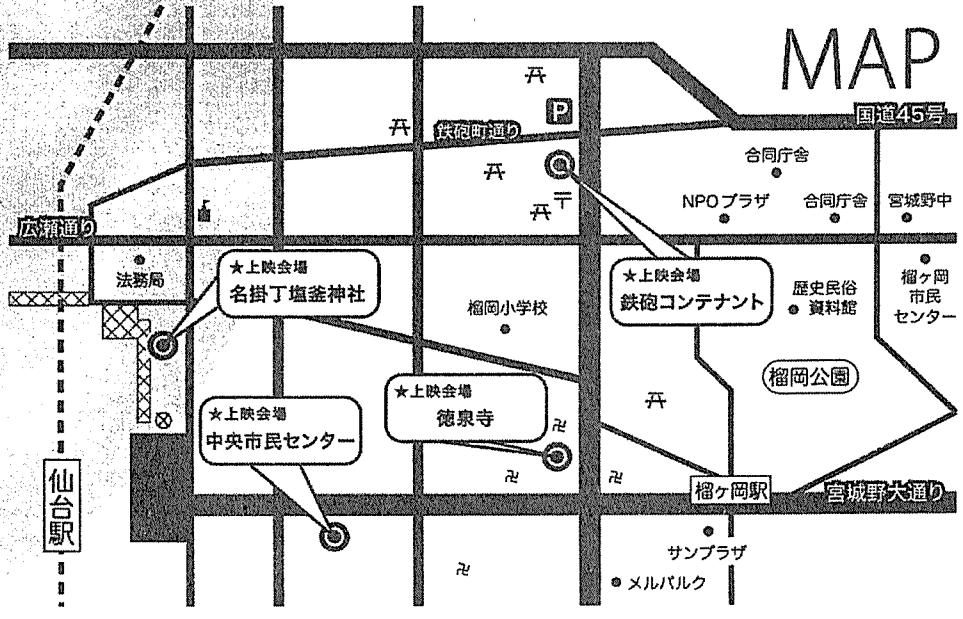 MAP
国道45号
P
鉄砲町通り
合同庁舎
NPOプラザ
合同庁舎
宮城野中
〒
広瀬通り
法務局
★上映会場
名掛丁塩釜神社
★上映会場
鉄砲コンテナント
榴岡小学校
歴史民俗
資料館
榴ヶ岡
市民
センター
榴岡公園
★上映会場
徳泉寺
★上映会場
中央市民センター
卍
卍
卍
仙台駅
榴ヶ岡駅
宮城野大通り
サンプラザ
卍
メルパルク